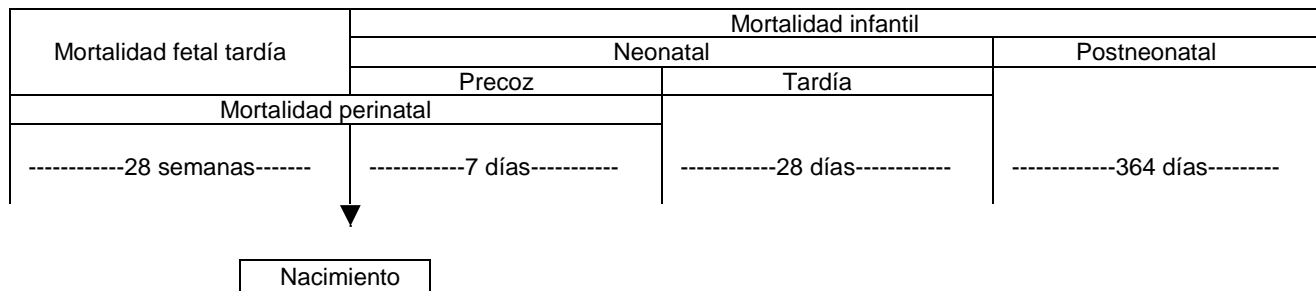 Mortalidad infantil
Mortalidad fetal tardía
Neonatal
Postneonatal
Precoz
Tardía
Mortalidad perinatal
------------28 semanas-------
------------7 días-----------
------------28 días------------
-------------364 días---------
Nacimiento